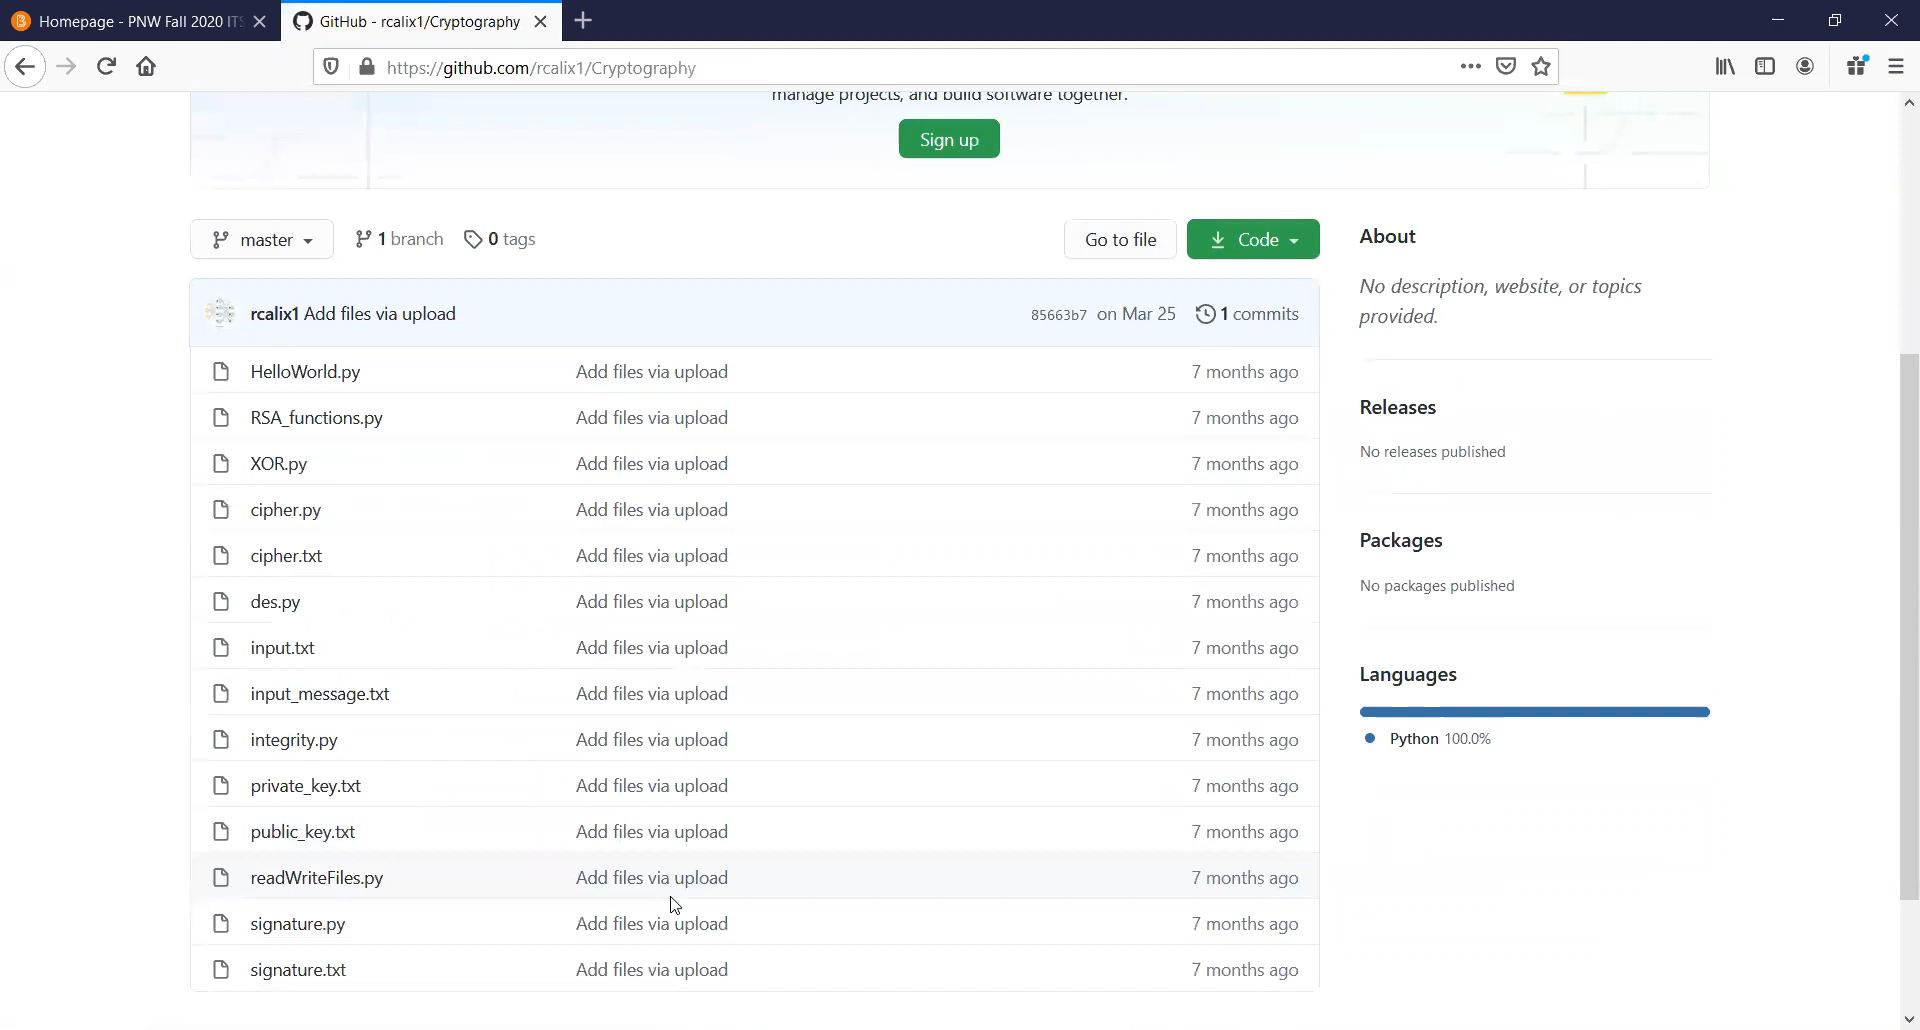 Homepage - PNW Fall 2020 ITS
GitHub - rcalix1/Cryptography
https://github.com/rcalix1/Cryptography
manage projects, and build software together.
Sign up
master
1 branch
0 tags
Go to file
Code
rcalix1 Add files via upload
85663b7 on Mar 25
1 commits
HelloWorld.py Add files via upload 7 months ago
RSA_functions.py Add files via upload 7 months ago
XOR.py Add files via upload 7 months ago
cipher.py Add files via upload 7 months ago
cipher.txt Add files via upload 7 months ago
des.py Add files via upload 7 months ago
input.txt Add files via upload 7 months ago
input_message.txt Add files via upload 7 months ago
integrity.py Add files via upload 7 months ago
private_key.txt Add files via upload 7 months ago
public_key.txt Add files via upload 7 months ago
readWriteFiles.py Add files via upload 7 months ago
signature.py Add files via upload 7 months ago
signature.txt Add files via upload 7 months ago
About
No description, website, or topics
provided.
Releases
No releases published
Packages
No packages published
Languages
Python 100.0%